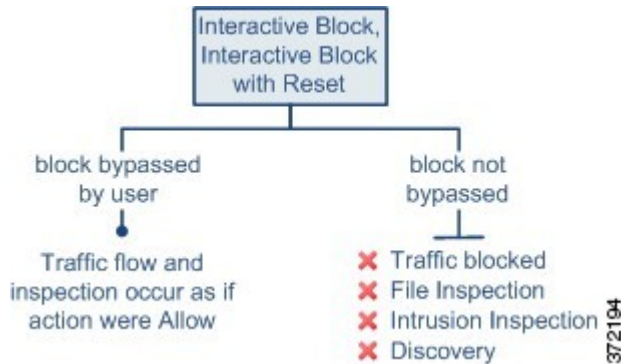 Interactive Block,
Interactive Block
with Reset
block bypassed
by user
Traffic flow and
inspection occur as if
action were Allow
block not
bypassed
Traffic blocked
File Inspection
Intrusion Inspection
Discovery
372194